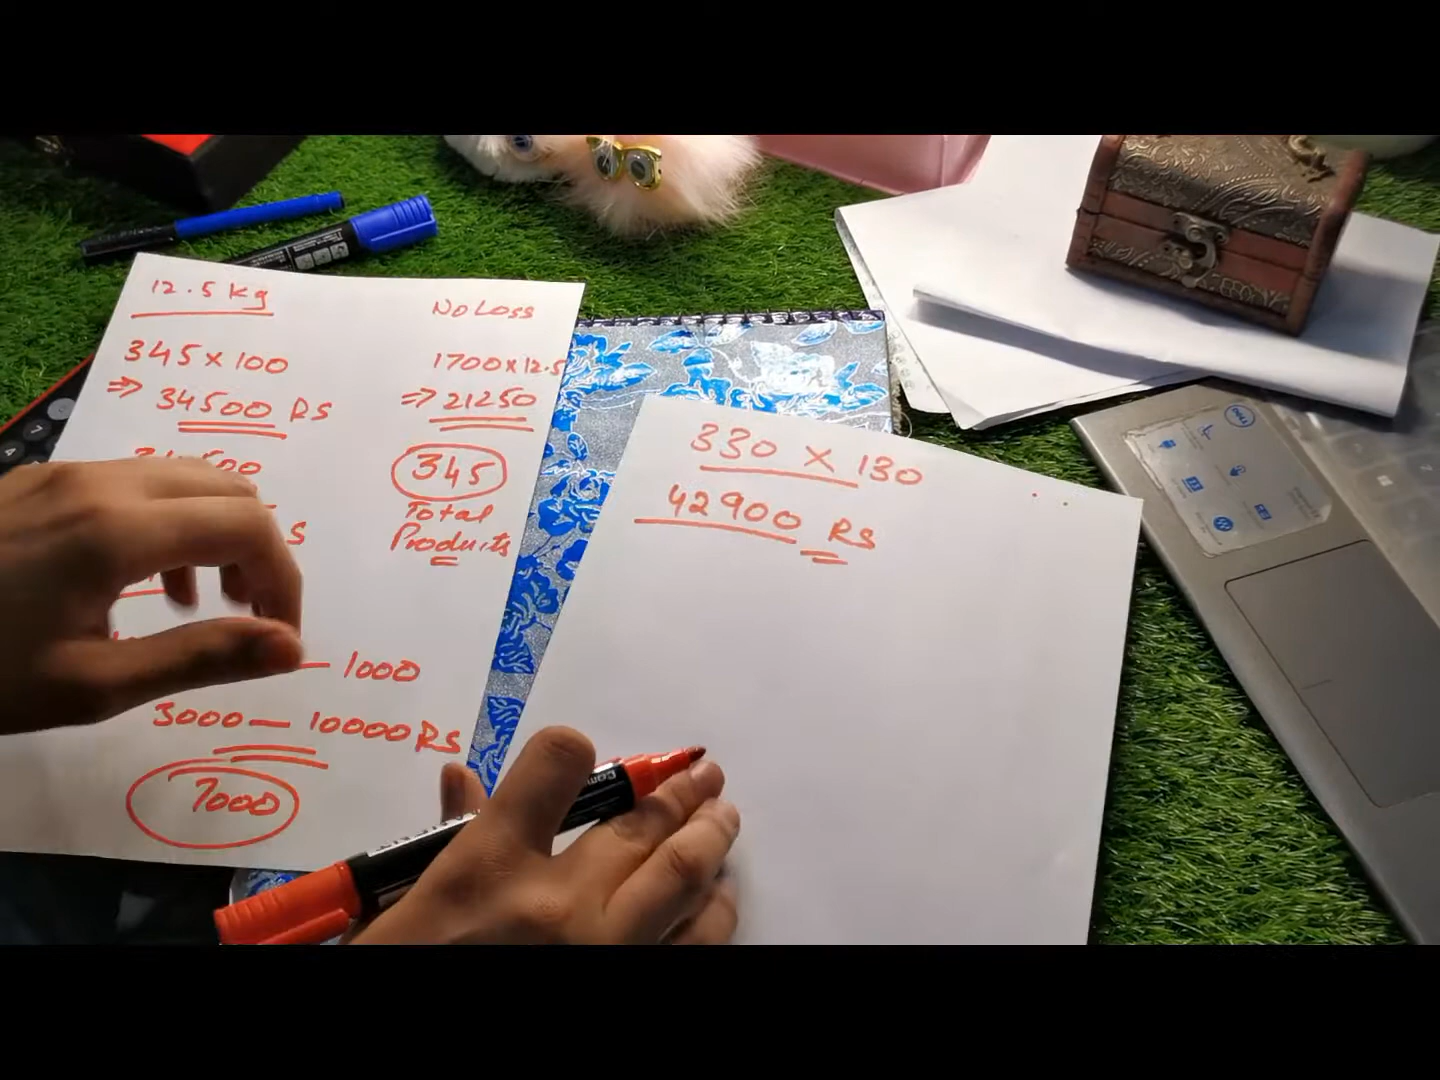 12.5 Kg
No Loss
345 x 100
1700 x 12.5
=> 34500 RS
=> 21250
345
Total
Products
S
1000
3000 — 10000 RS
7000
330 X 130
42900 RS
DELL